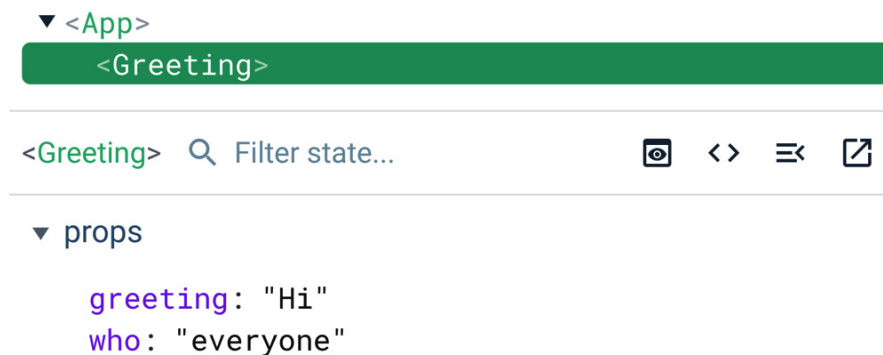 <App>
<Greeting>
<Greeting> Filter state...
props
greeting: "Hi"
who: "everyone"